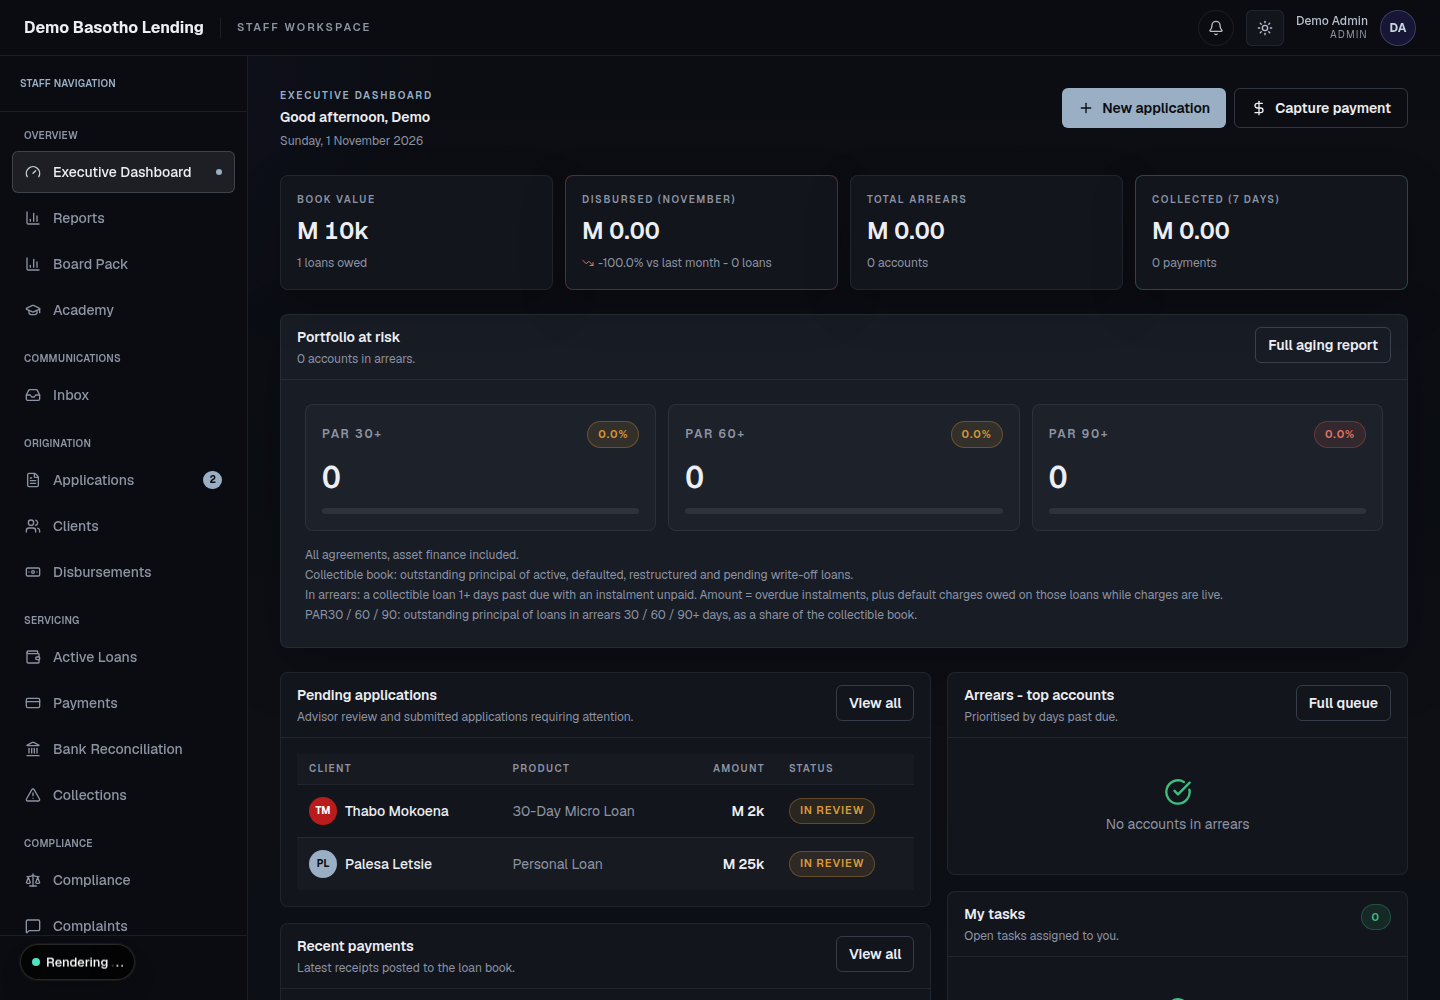 Demo Basotho Lending
STAFF WORKSPACE
Demo Admin
ADMIN
DA
STAFF NAVIGATION
OVERVIEW
Executive Dashboard
Reports
Board Pack
Academy
COMMUNICATIONS
Inbox
ORIGINATION
Applications
2
Clients
Disbursements
SERVICING
Active Loans
Payments
Bank Reconciliation
Collections
COMPLIANCE
Compliance
Complaints
Rendering ...
EXECUTIVE DASHBOARD
Good afternoon, Demo
Sunday, 1 November 2026
New application
Capture payment
BOOK VALUE
M 10k
1 loans owed
DISBURSED (NOVEMBER)
M 0.00
-100.0% vs last month - 0 loans
TOTAL ARREARS
M 0.00
0 accounts
COLLECTED (7 DAYS)
M 0.00
0 payments
Portfolio at risk
0 accounts in arrears.
Full aging report
PAR 30+
0.0%
0
PAR 60+
0.0%
0
PAR 90+
0.0%
0
All agreements, asset finance included.
Collectible book: outstanding principal of active, defaulted, restructured and pending write-off loans.
In arrears: a collectible loan 1+ days past due with an instalment unpaid. Amount = overdue instalments, plus default charges owed on those loans while charges are live.
PAR30 / 60 / 90: outstanding principal of loans in arrears 30 / 60 / 90+ days, as a share of the collectible book.
Pending applications
Advisor review and submitted applications requiring attention.
View all
CLIENT PRODUCT AMOUNT STATUS
TM Thabo Mokoena 30-Day Micro Loan M 2k IN REVIEW
PL Palesa Letsie Personal Loan M 25k IN REVIEW
Recent payments
Latest receipts posted to the loan book.
View all
Arrears - top accounts
Prioritised by days past due.
Full queue
No accounts in arrears
My tasks
Open tasks assigned to you.
0